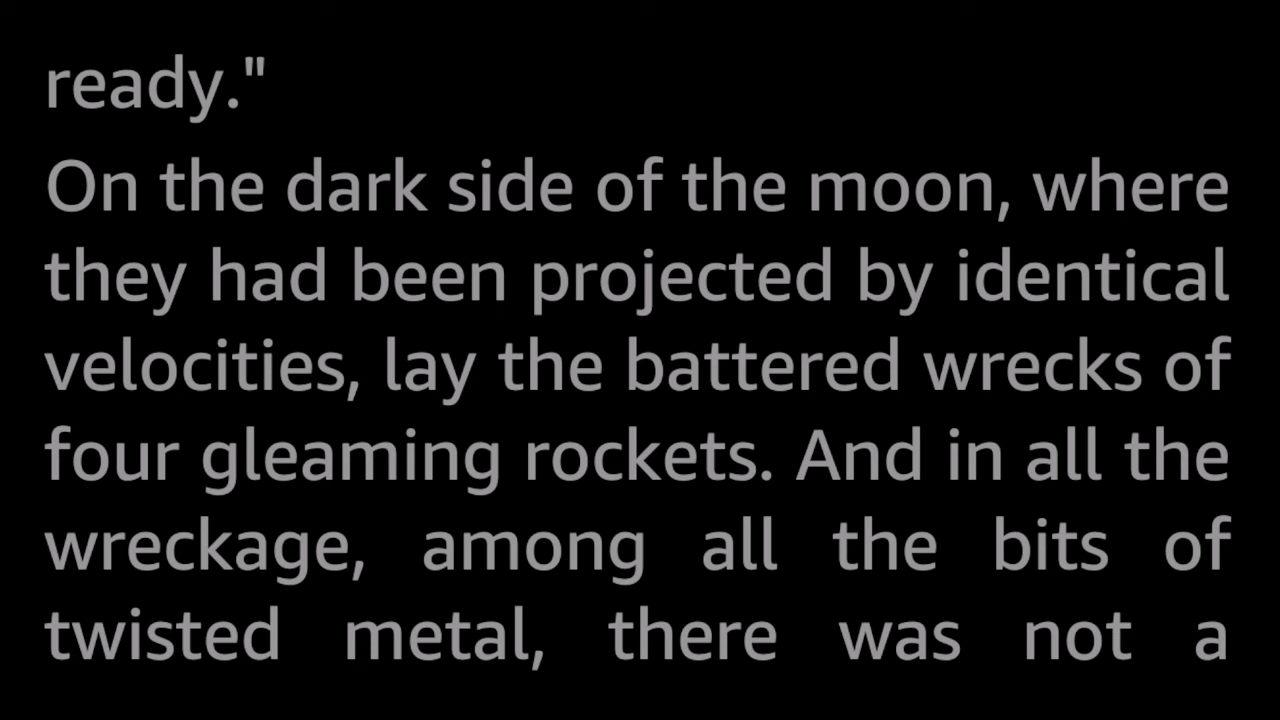 ready."
On the dark side of the moon, where
they had been projected by identical
velocities, lay the battered wrecks of
four gleaming rockets. And in all the
wreckage, among all the bits of
twisted metal, there was not a